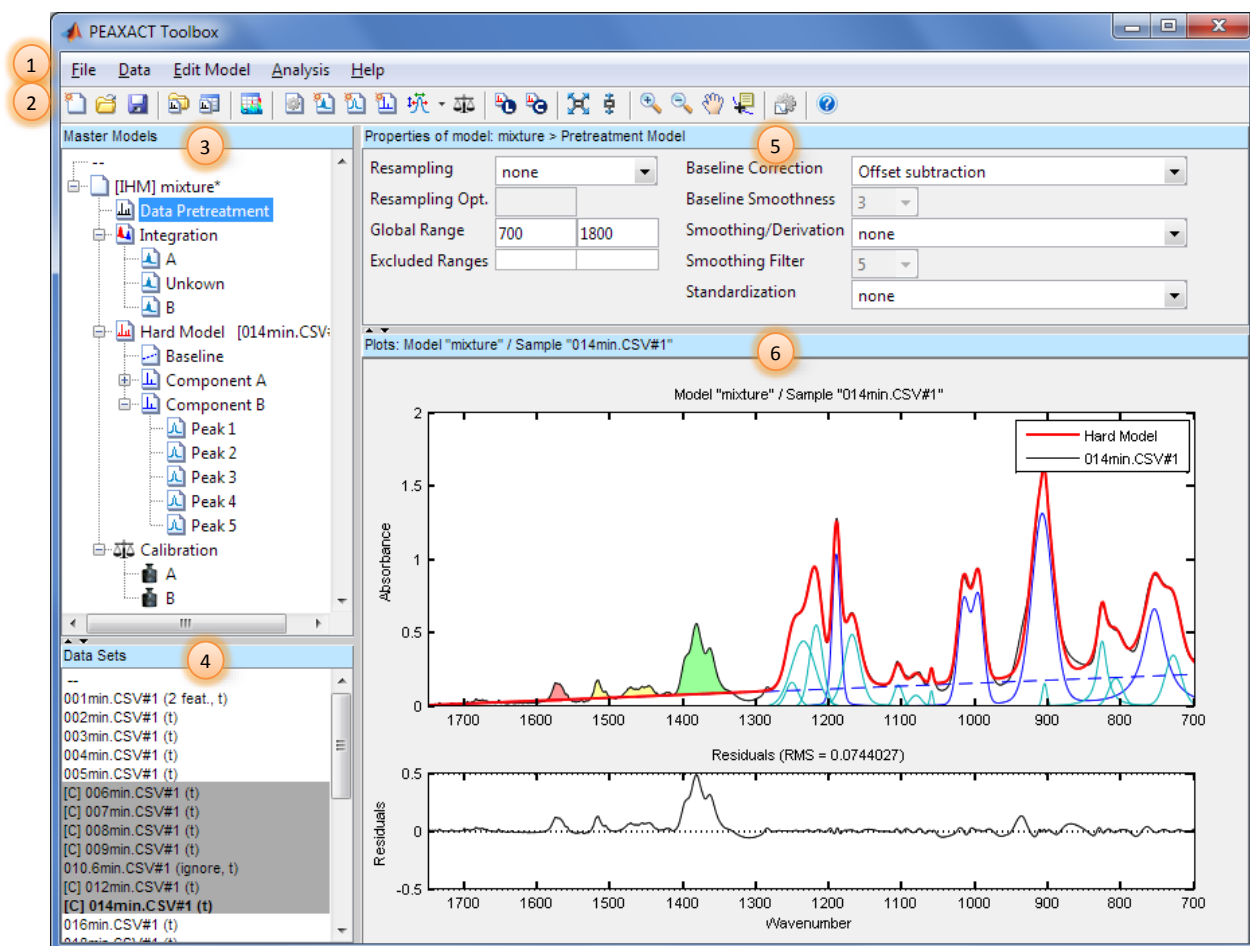 PEAXACT Toolbox
1
File Data Edit Model Analysis Help
2
Master Models
3
--
[IHM] mixture*
Data Pretreatment
Integration
A
Unkown
B
Hard Model [014min.CSV#
Baseline
Component A
Component B
Peak 1
Peak 2
Peak 3
Peak 4
Peak 5
Calibration
A
B
Data Sets
4
--
001min.CSV#1 (2 feat., t)
002min.CSV#1 (t)
003min.CSV#1 (t)
004min.CSV#1 (t)
005min.CSV#1 (t)
[C] 006min.CSV#1 (t)
[C] 007min.CSV#1 (t)
[C] 008min.CSV#1 (t)
[C] 009min.CSV#1 (t)
010.6min.CSV#1 (ignore, t)
[C] 012min.CSV#1 (t)
[C] 014min.CSV#1 (t)
016min.CSV#1 (t)
Properties of model: mixture > Pretreatment Model
5
Resampling none
Resampling Opt.
Global Range 700 1800
Excluded Ranges
Baseline Correction Offset subtraction
Baseline Smoothness 3
Smoothing/Derivation none
Smoothing Filter 5
Standardization none
Plots: Model "mixture" / Sample "014min.CSV#1"
6
Model "mixture" / Sample "014min.CSV#1"
Hard Model
014min.CSV#1
2
1.5
1
0.5
0
Absorbance
1700 1600 1500 1400 1300 1200 1100 1000 900 800 700
Residuals (RMS = 0.0744027)
0.5
0
-0.5
Residuals
1700 1600 1500 1400 1300 1200 1100 1000 900 800 700
Wavenumber